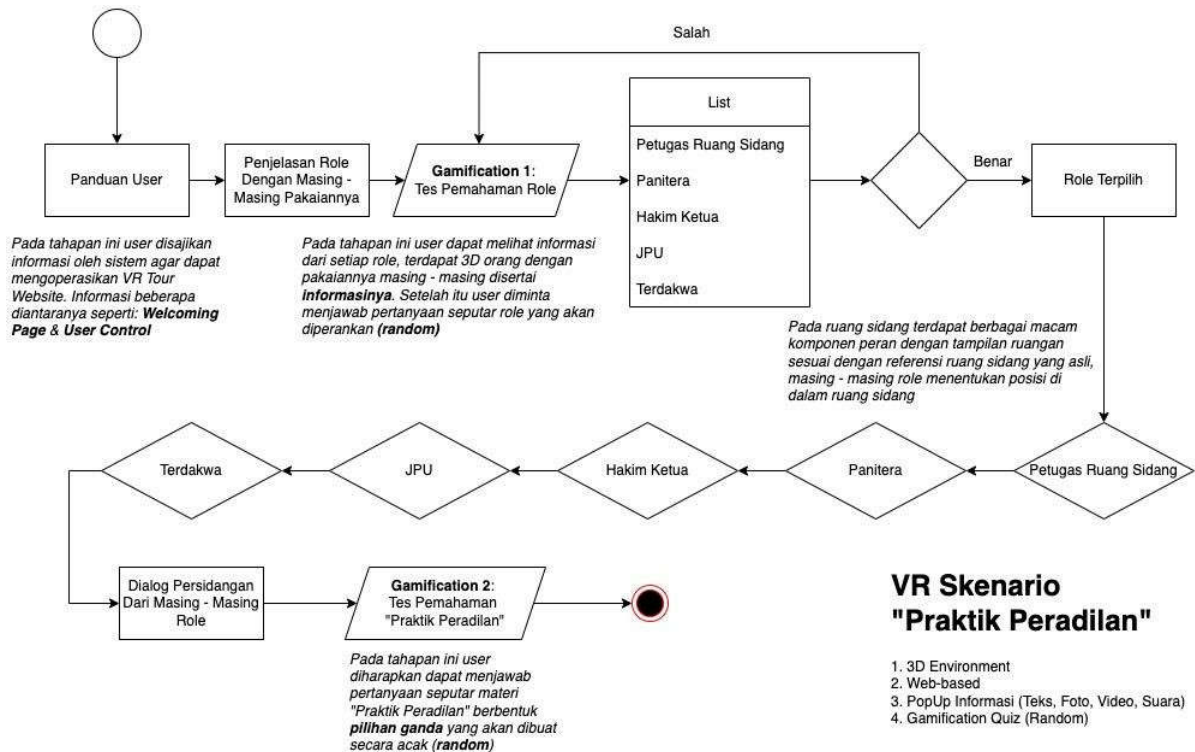 Salah
List
Petugas Ruang Sidang
Panitera
Hakim Ketua
JPU
Terdakwa
Panduan User
Penjelasan Role
Dengan Masing -
Masing Pakaiannya
Gamification 1:
Tes Pemahaman Role
Benar
Role Terpilih
Pada tahapan ini user disajikan
informasi oleh sistem agar dapat
mengoperasikan VR Tour
Website. Informasi beberapa
diantaranya seperti: Welcoming
Page & User Control
Pada tahapan ini user dapat melihat informasi
dari setiap role, terdapat 3D orang dengan
pakaiannya masing - masing disertai
informasinya. Setelah itu user diminta
menjawab pertanyaan seputar role yang akan
diperankan (random)
Pada ruang sidang terdapat berbagai macam
komponen peran dengan tampilan ruangan
sesuai dengan referensi ruang sidang yang asli,
masing - masing role menentukan posisi di
dalam ruang sidang
Terdakwa
JPU
Hakim Ketua
Panitera
Petugas Ruang Sidang
Dialog Persidangan
Dari Masing - Masing
Role
Gamification 2:
Tes Pemahaman
"Praktik Peradilan"
Pada tahapan ini user
diharapkan dapat menjawab
pertanyaan seputar materi
"Praktik Peradilan" berbentuk
pilihan ganda yang akan dibuat
secara acak (random)
VR Skenario
"Praktik Peradilan"
1. 3D Environment
2. Web-based
3. PopUp Informasi (Teks, Foto, Video, Suara)
4. Gamification Quiz (Random)